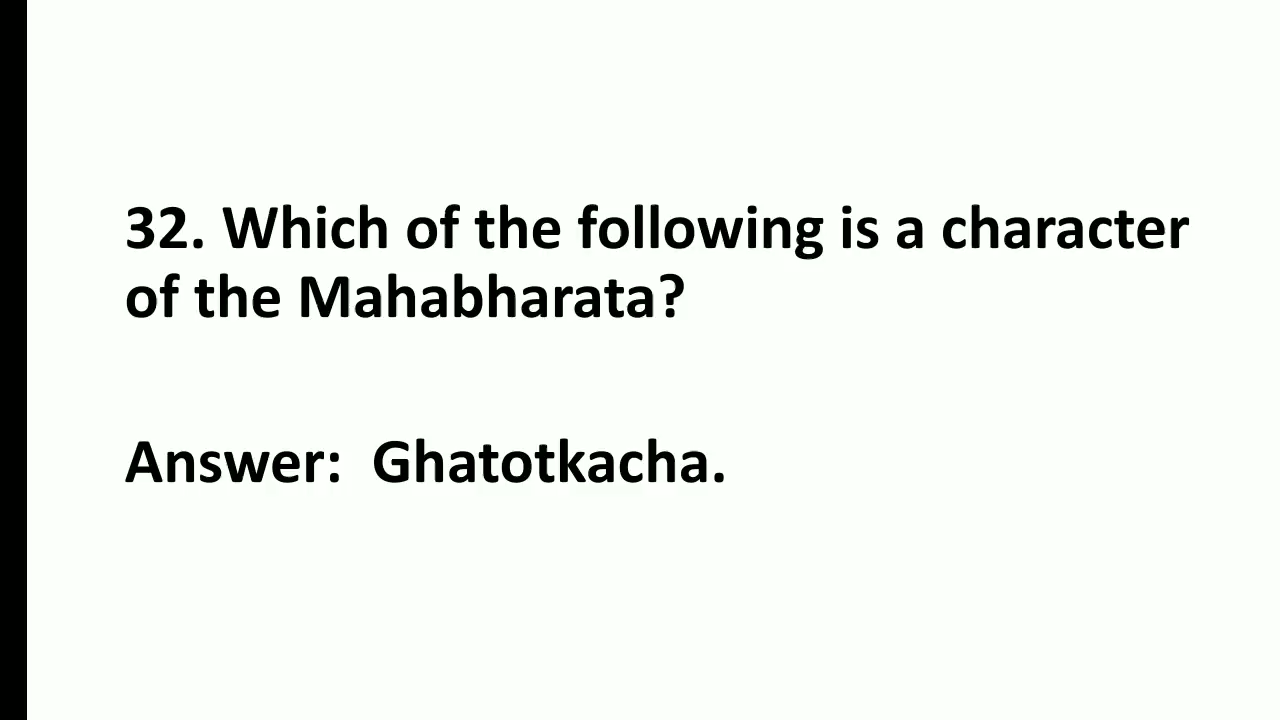 32. Which of the following is a character
of the Mahabharata?
Answer:  Ghatotkacha.